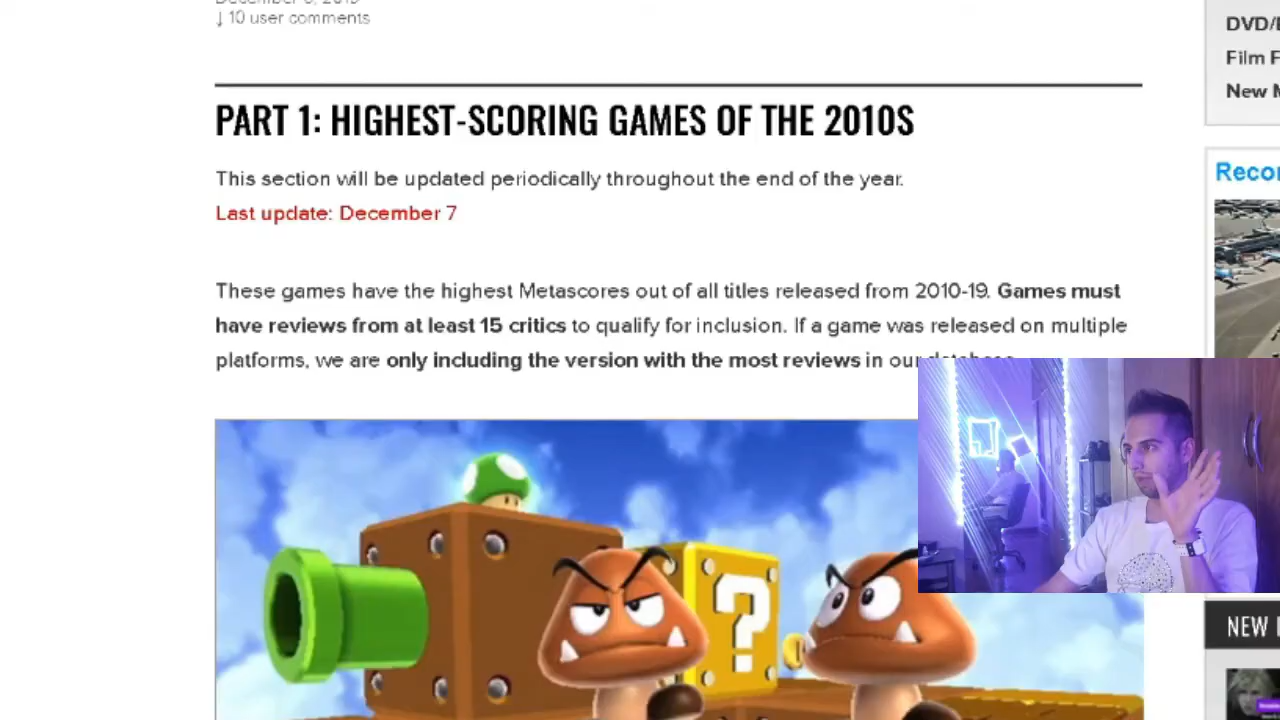 ↓ 10 user comments
PART 1: HIGHEST-SCORING GAMES OF THE 2010S
This section will be updated periodically throughout the end of the year.
Last update: December 7
These games have the highest Metascores out of all titles released from 2010-19. Games must
have reviews from at least 15 critics to qualify for inclusion. If a game was released on multiple
platforms, we are only including the version with the most reviews in our database.
?
DVD/
Film F
New
Recor
NEW